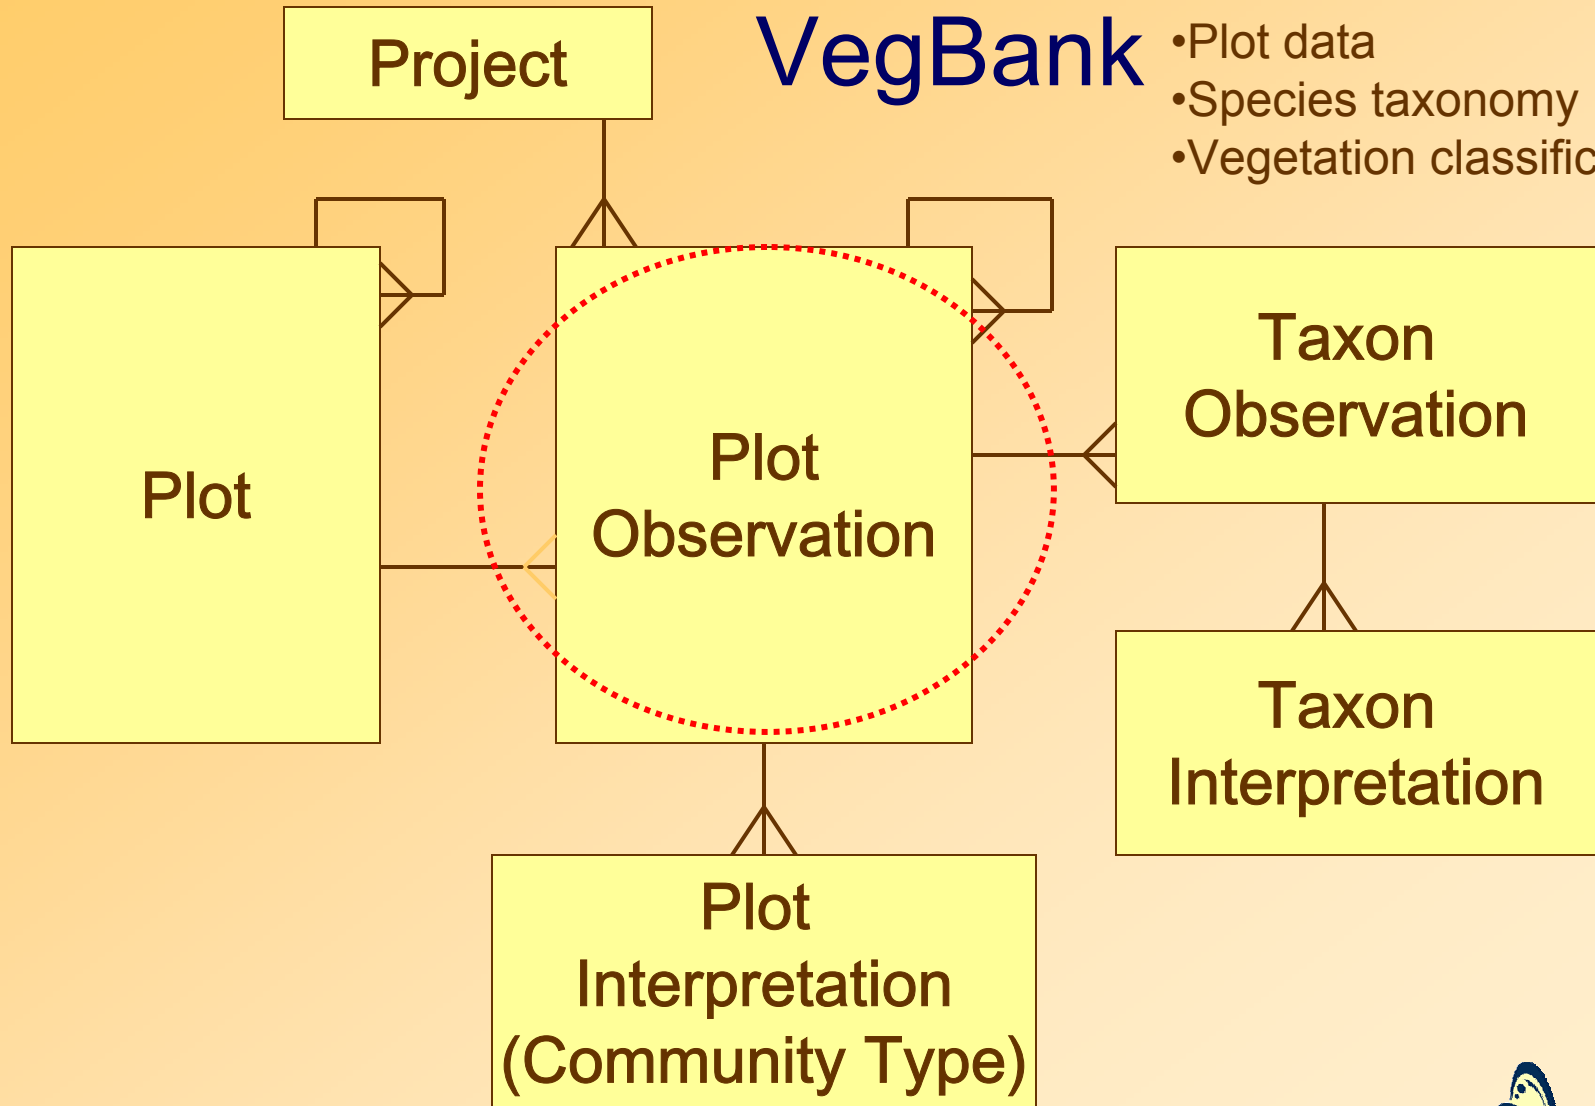 Project
VegBank
•Plot data
•Species taxonomy
•Vegetation classific
Plot
Plot
Observation
Taxon
Observation
Taxon
Interpretation
Plot
Interpretation
(Community Type)